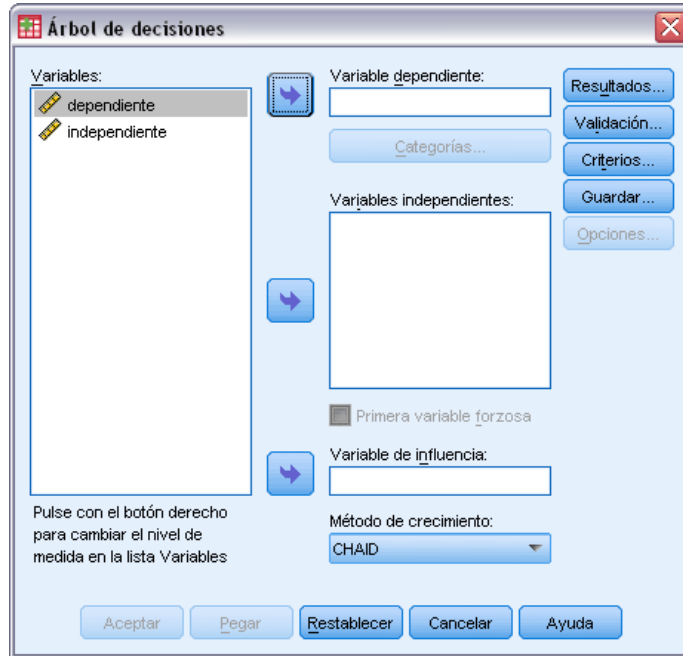 Árbol de decisiones
Variables:
dependiente
independiente
Pulse con el botón derecho
para cambiar el nivel de
medida en la lista Variables
Variable dependiente:
Categorías...
Variables independientes:
Primera variable forzosa
Variable de influencia:
Método de crecimiento:
CHAID
Resultados...
Validación...
Criterios...
Guardar...
Opciones...
Aceptar
Pegar
Restablecer
Cancelar
Ayuda